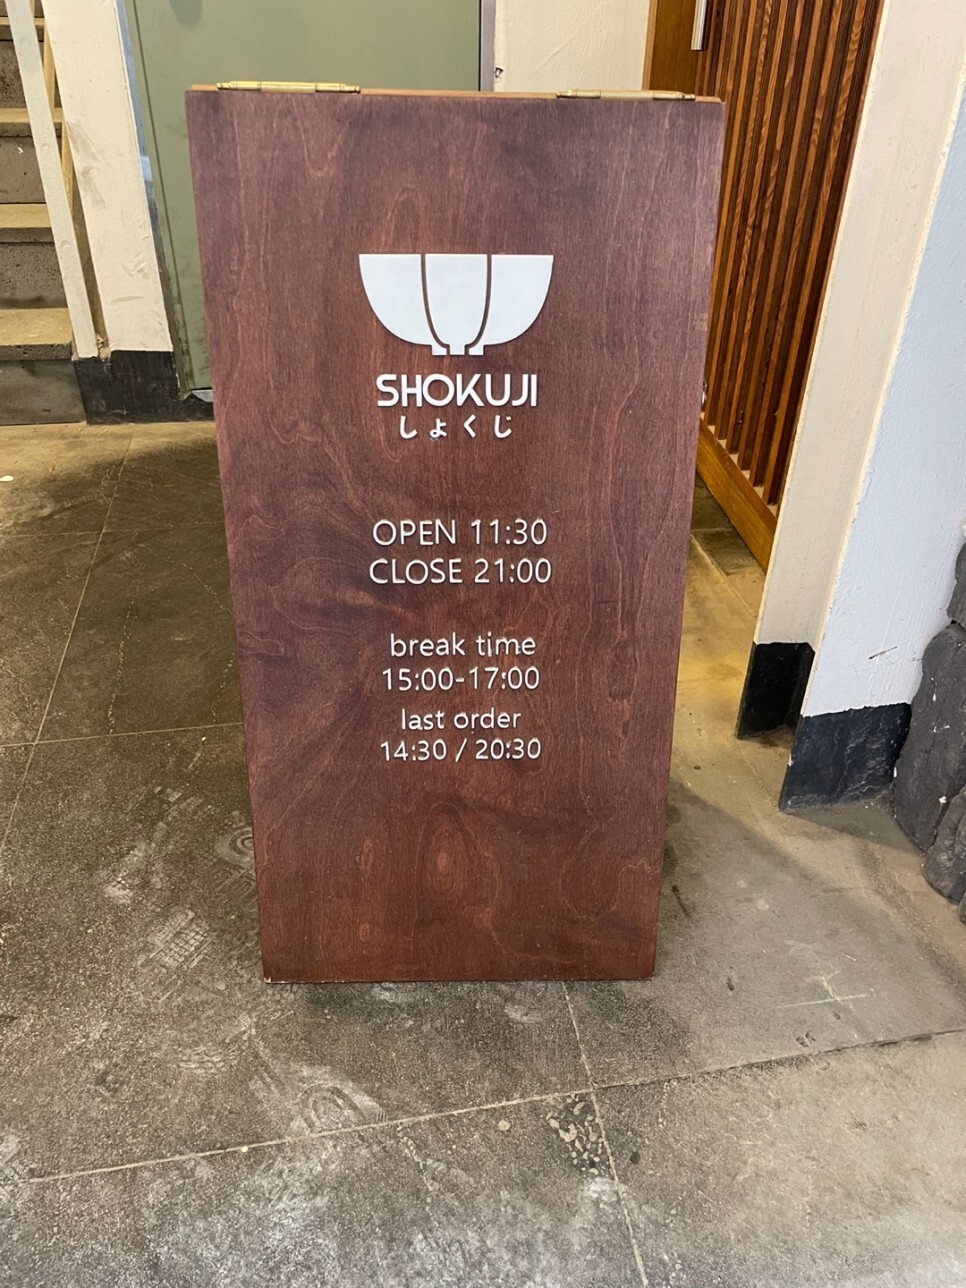 SHOKUJI
しょくじ
OPEN 11:30
CLOSE 21:00
break time
15:00-17:00
last order
14:30 / 20:30